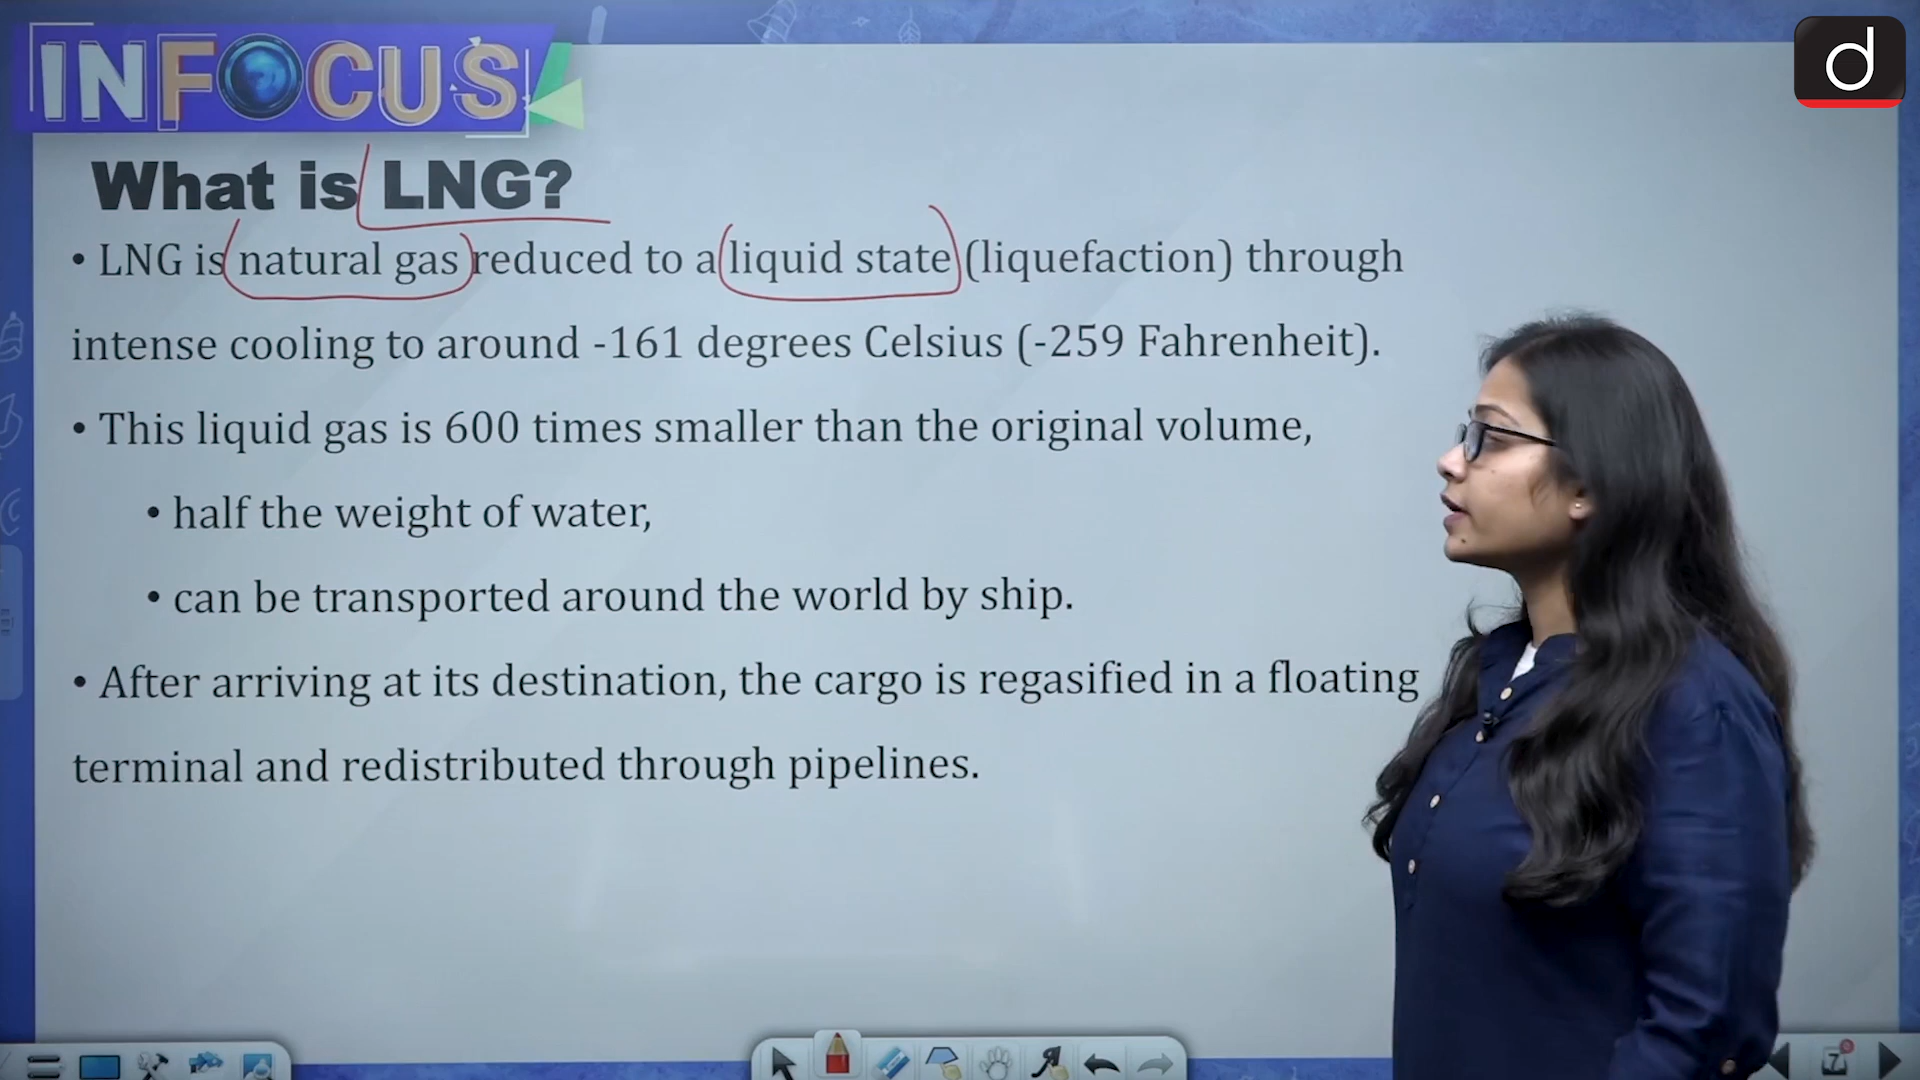 INFOCUS
d
What is LNG?
• LNG is natural gas reduced to a liquid state (liquefaction) through
intense cooling to around -161 degrees Celsius (-259 Fahrenheit).
• This liquid gas is 600 times smaller than the original volume,
• half the weight of water,
• can be transported around the world by ship.
• After arriving at its destination, the cargo is regasified in a floating
terminal and redistributed through pipelines.
7